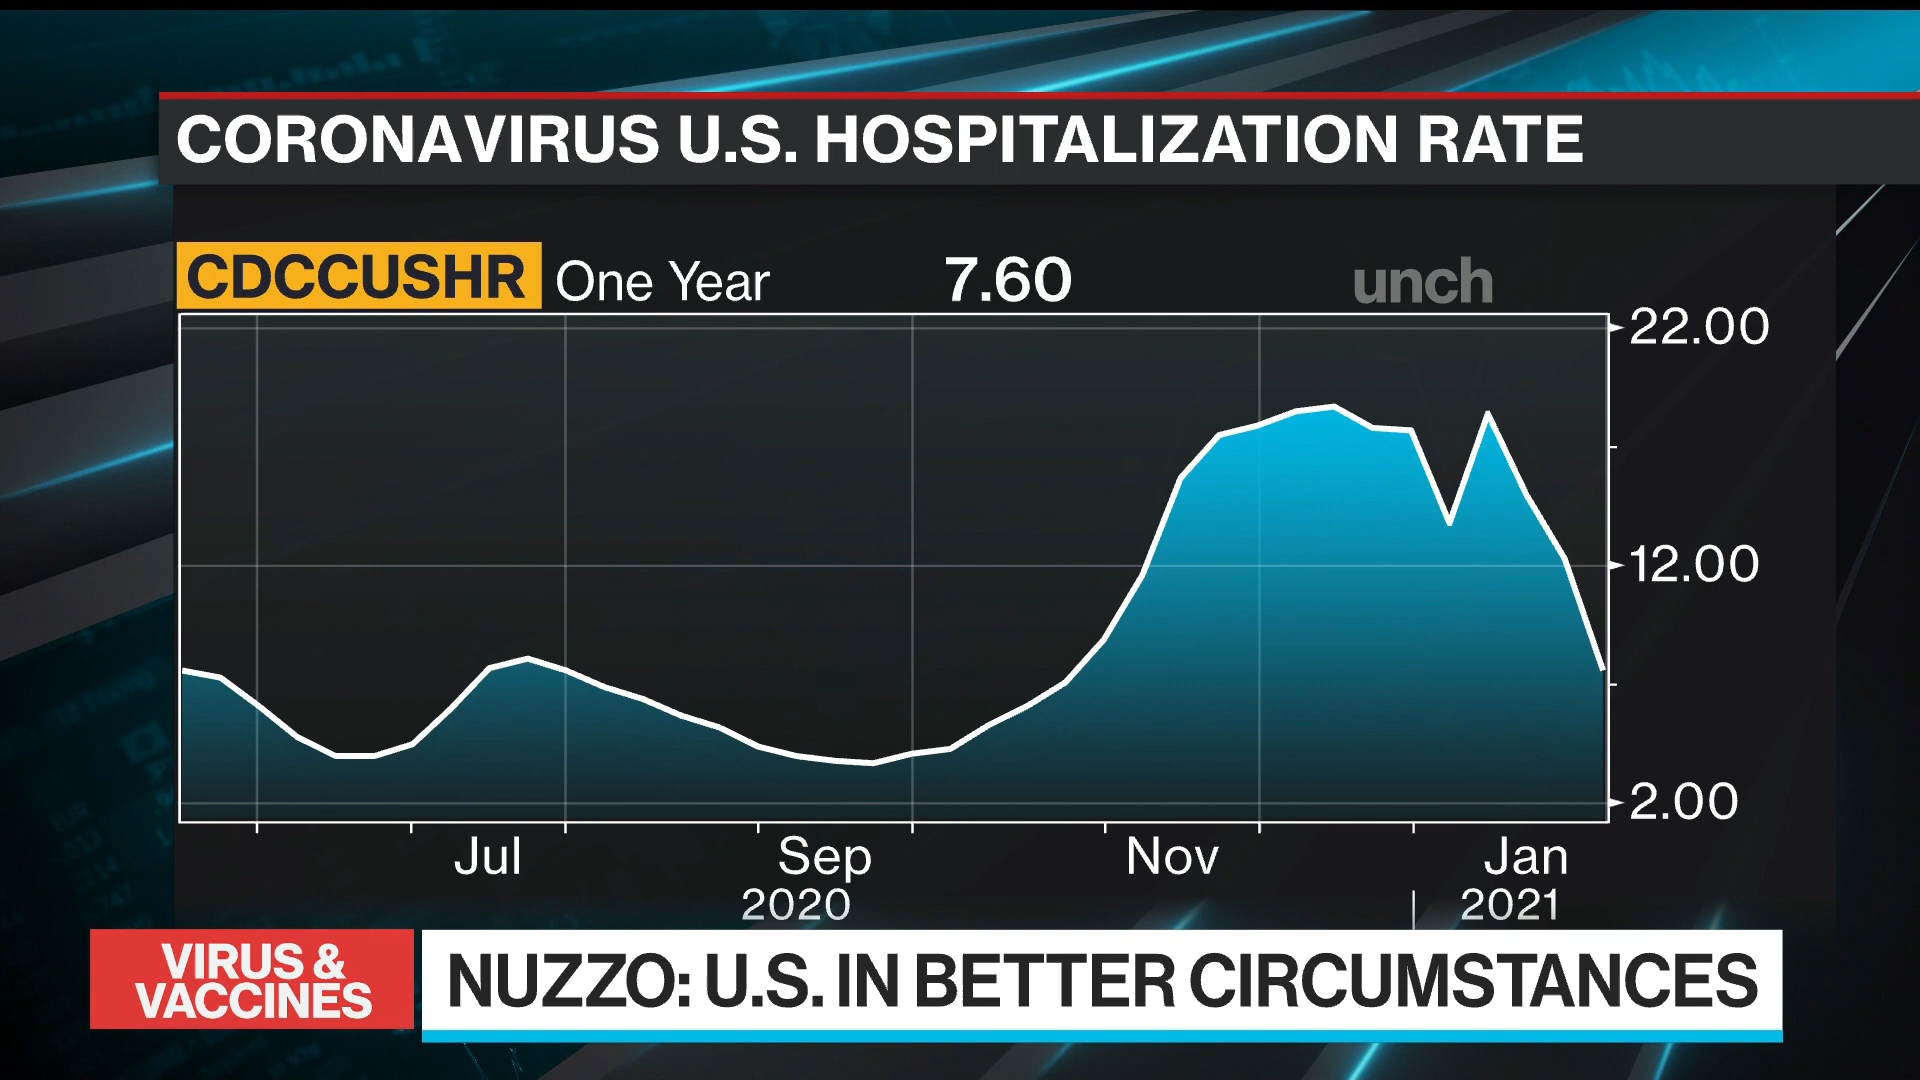 CORONAVIRUS U.S. HOSPITALIZATION RATE
CDCCUSHR One Year 7.60 unch
22.00
12.00
2.00
Jul Sep Nov Jan
2020 2021
VIRUS &
VACCINES
NUZZO: U.S. IN BETTER CIRCUMSTANCES